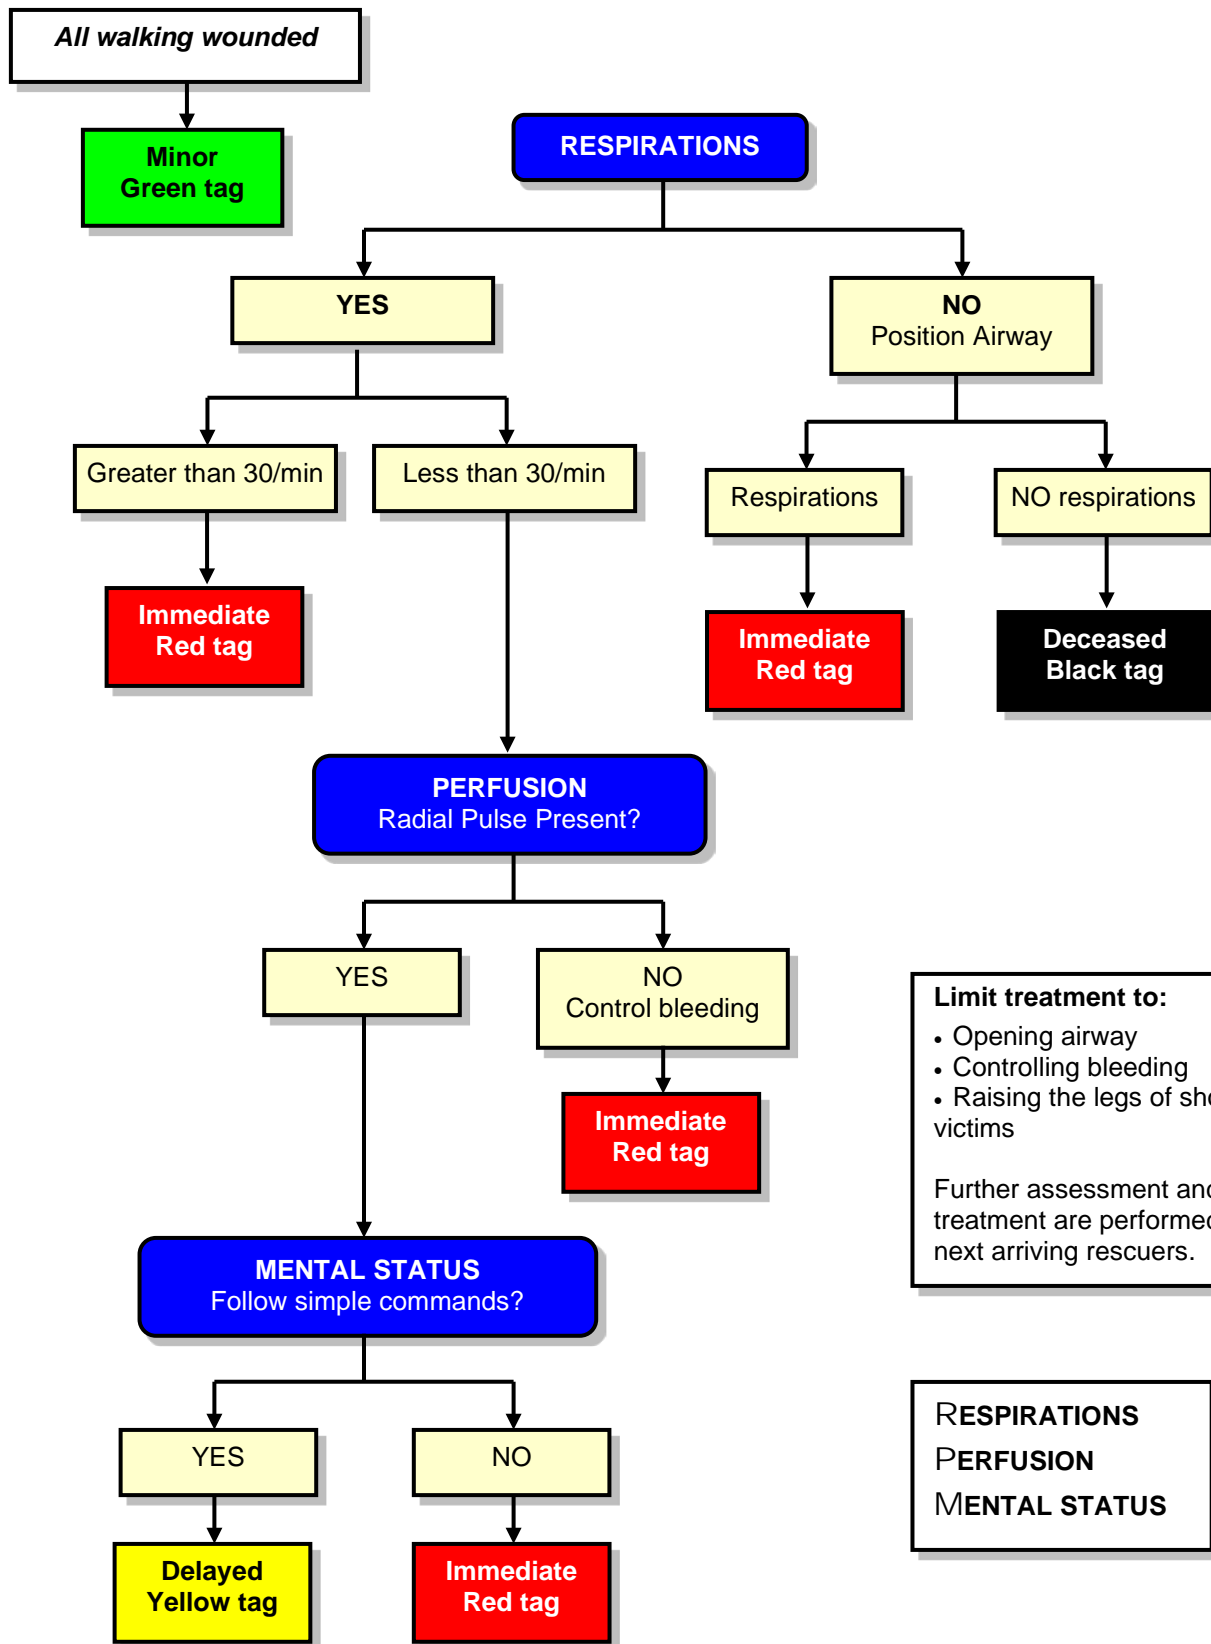 All walking wounded
Minor
Green tag
RESPIRATIONS
YES
NO
Position Airway
Greater than 30/min
Less than 30/min
Respirations
NO respirations
Immediate
Red tag
Immediate
Red tag
Deceased
Black tag
PERFUSION
Radial Pulse Present?
YES
NO
Control bleeding
Immediate
Red tag
Limit treatment to:
• Opening airway
• Controlling bleeding
• Raising the legs of
victims
Further assessment
treatment are
next arriving rescuers.
MENTAL STATUS
Follow simple commands?
YES
NO
Delayed
Yellow tag
Immediate
Red tag
RESPIRATIONS
PERFUSION
MENTAL STATUS